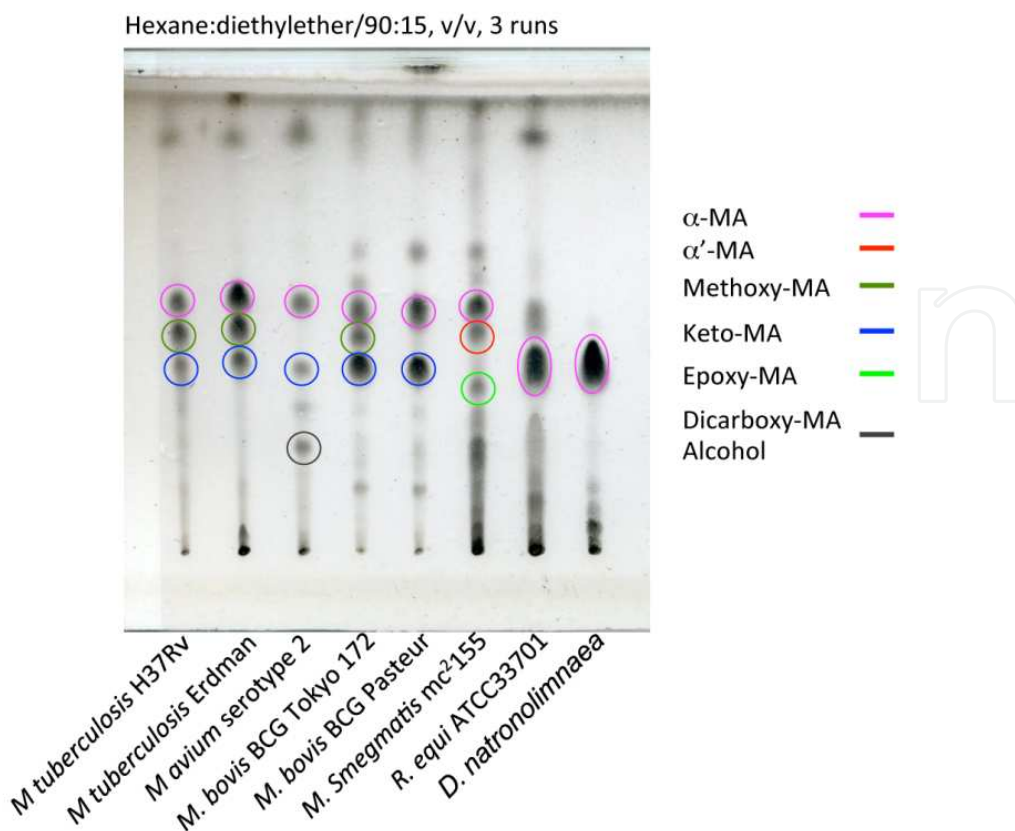 Hexane:diethylether/90:15, v/v, 3 runs
α-MA
α’-MA
Methoxy-MA
Keto-MA
Epoxy-MA
Dicarboxy-MA
Alcohol
n
M tuberculosis H37Rv
M tuberculosis Erdman
M avium serotype 2
M. bovis BCG Tokyo 172
M. bovis BCG Pasteur
M. Smegmatis mc²155
R. equi ATCC33701
D. natronolimnaea